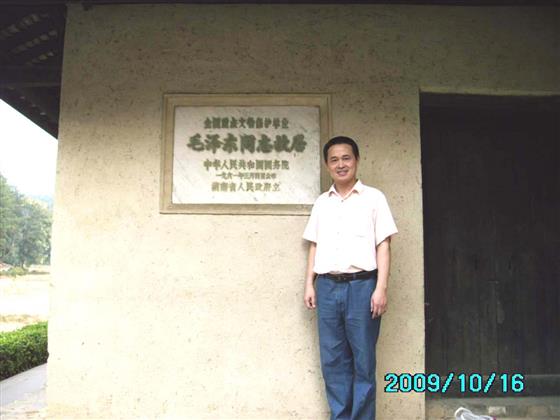 全国重点文物保护单位
毛泽东同志故居
中华人民共和国国务院
一九六一年三月四日公布
湖南省人民政府立
2009/10/16